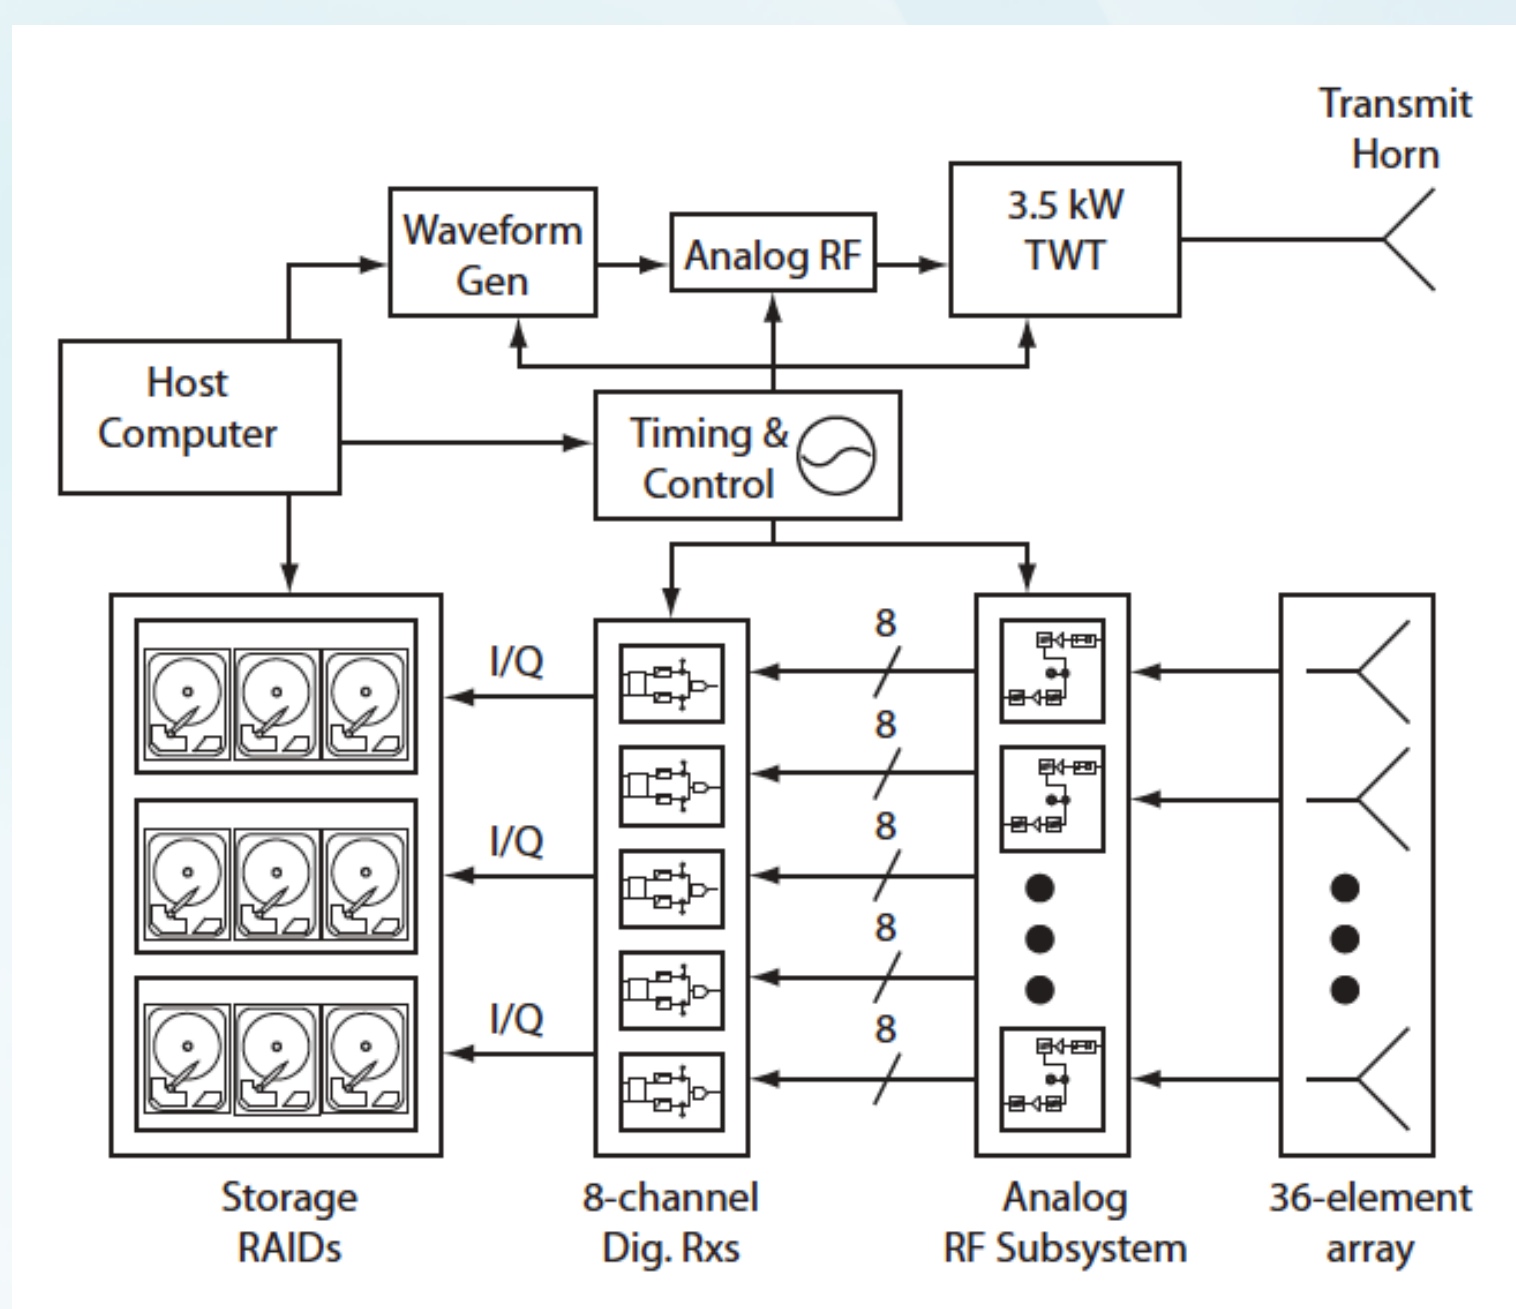 Transmit
Horn
Waveform
Gen
Analog RF
3.5 kW
TWT
Host
Computer
Timing &
Control
I/Q
I/Q
I/Q
8
8
8
8
8
Storage
RAIDs
8-channel
Dig. Rxs
Analog
RF Subsystem
36-element
array